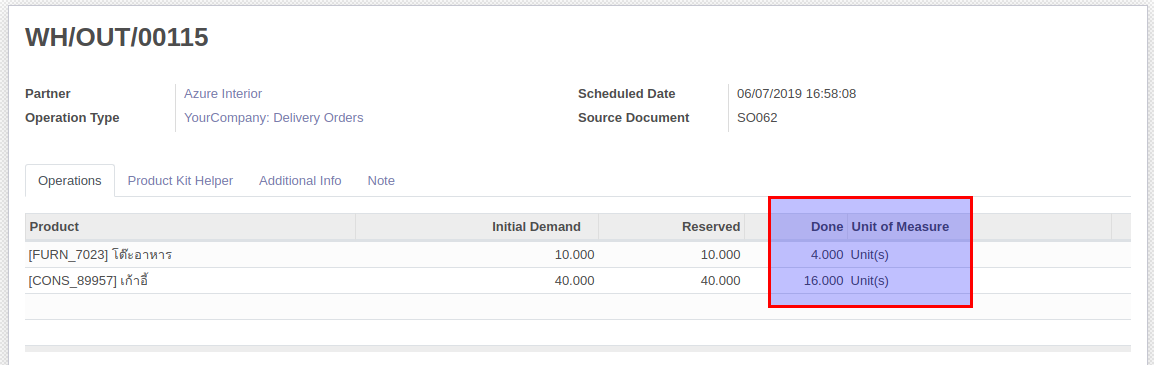 WH/OUT/00115
Partner Azure Interior Scheduled Date 06/07/2019 16:58:08
Operation Type YourCompany: Delivery Orders Source Document SO062
Operations Product Kit Helper Additional Info Note
Product Initial Demand Reserved Done Unit of Measure
[FURN_7023] โต๊ะอาหาร 10.000 10.000 4.000 Unit(s)
[CONS_89957] เก้าอี้ 40.000 40.000 16.000 Unit(s)